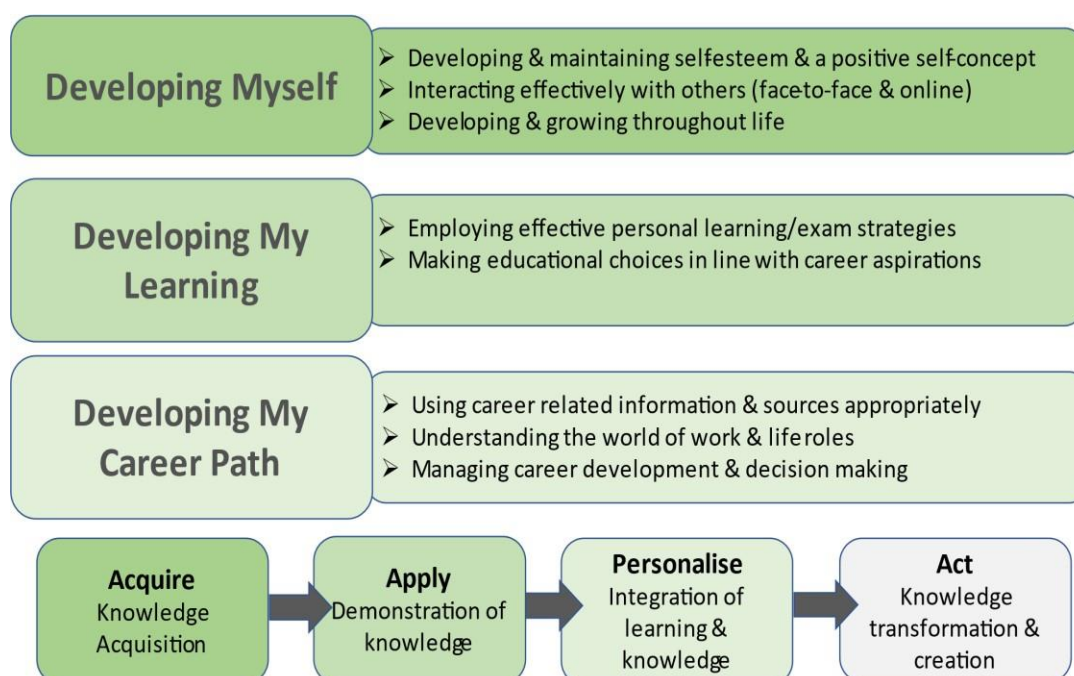 Developing Myself
➢ Developing & maintaining self-esteem & a positive self-concept
➢ Interacting effectively with others (face-to-face & online)
➢ Developing & growing throughout life
Developing My
Learning
➢ Employing effective personal learning/exam strategies
➢ Making educational choices in line with career aspirations
Developing My
Career Path
➢ Using career related information & sources appropriately
➢ Understanding the world of work & life roles
➢ Managing career development & decision making
Acquire
Knowledge
Acquisition
Apply
Demonstration of
knowledge
Personalise
Integration of
learning &
knowledge
Act
Knowledge
transformation &
creation